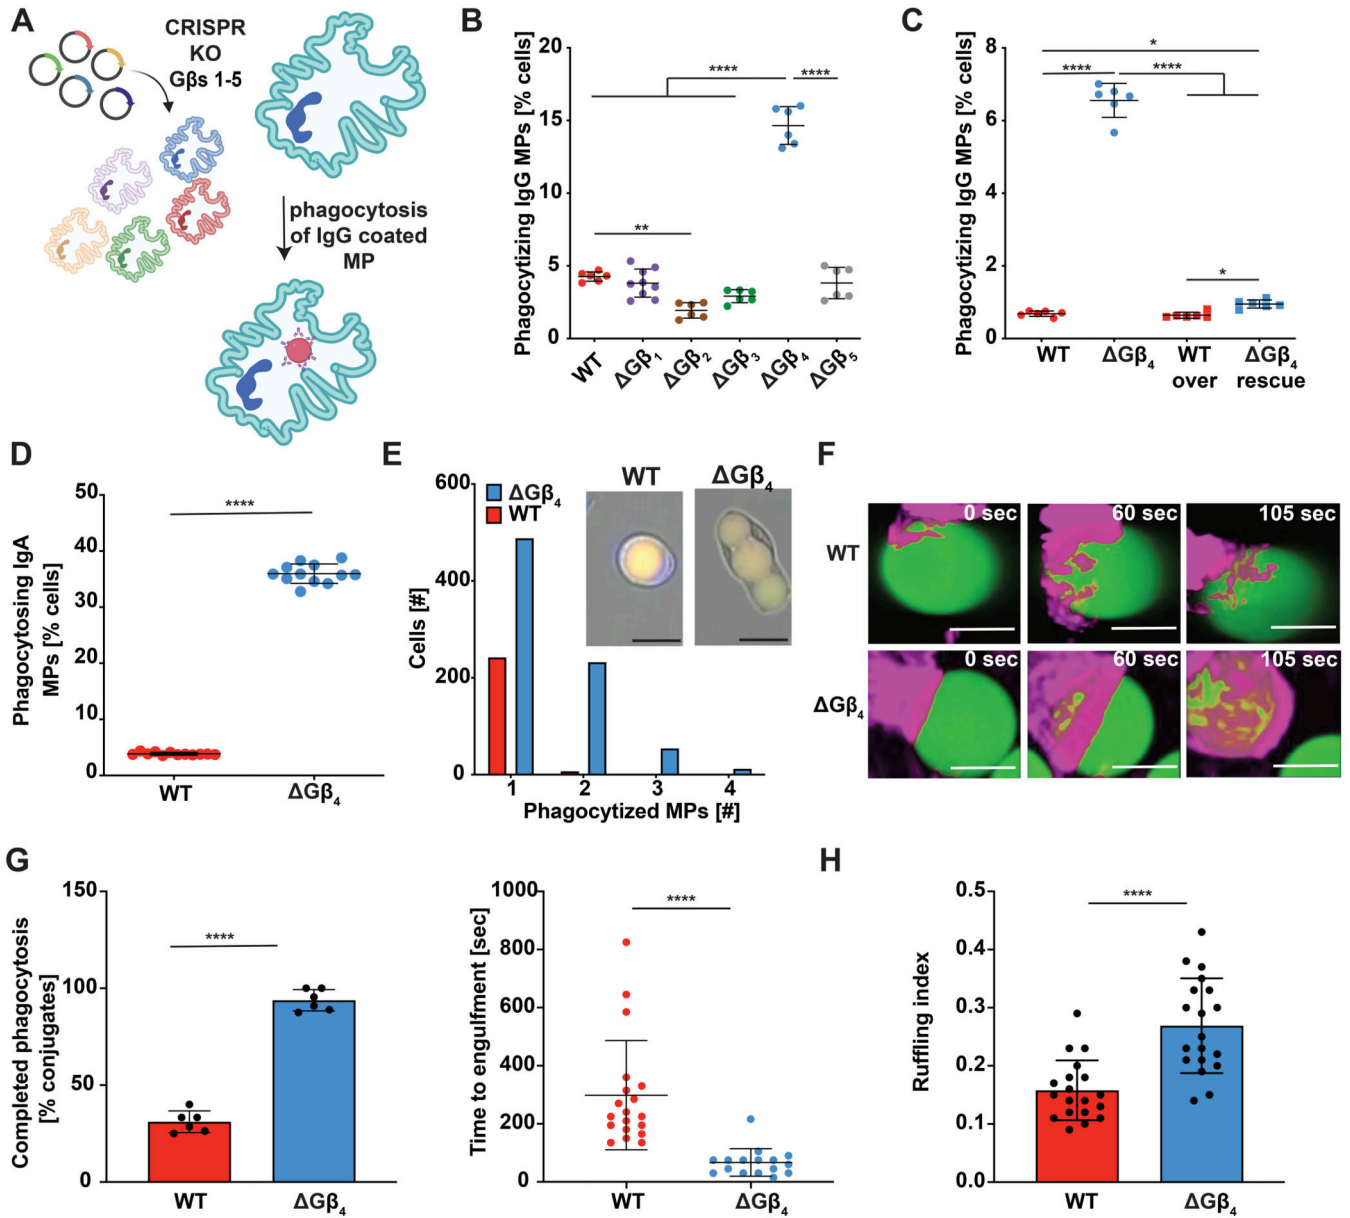 A
CRISPR
KO
Gβs 1-5
phagocytosis
of IgG coated
MP
B
Phagocytizing IgG MPs [% cells]
20
15
10
5
0
****
****
**
WT
ΔGβ1
ΔGβ2
ΔGβ3
ΔGβ4
ΔGβ5
C
Phagocytizing IgG MPs [% cells]
8
6
4
2
0
*
****
****
*
WT
ΔGβ4
WT
over
ΔGβ4
rescue
D
Phagocytosing IgA
MPs [% cells]
50
40
30
20
10
0
****
WT
ΔGβ4
E
Cells [#]
600
400
200
0
ΔGβ4
WT
WT
ΔGβ4
1
2
3
4
Phagocytized MPs [#]
F
WT
0 sec
60 sec
105 sec
ΔGβ4
0 sec
60 sec
105 sec
G
Completed phagocytosis
[% conjugates]
150
100
50
0
****
WT
ΔGβ4
Time to engulfment [sec]
1000
800
600
400
200
0
****
WT
ΔGβ4
H
Ruffling index
0.5
0.4
0.3
0.2
0.1
0.0
****
WT
ΔGβ4